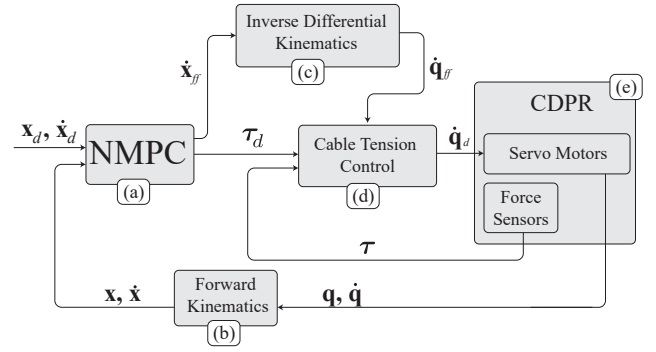 Inverse Differential
Kinematics
(c)
ẋ_ff
q̇_ff
(e)
CDPR
x_d, ẋ_d
NMPC
(a)
τ_d
Cable Tension
Control
(d)
q̇_d
Servo Motors
Force
Sensors
τ
x, ẋ
Forward
Kinematics
(b)
q, q̇